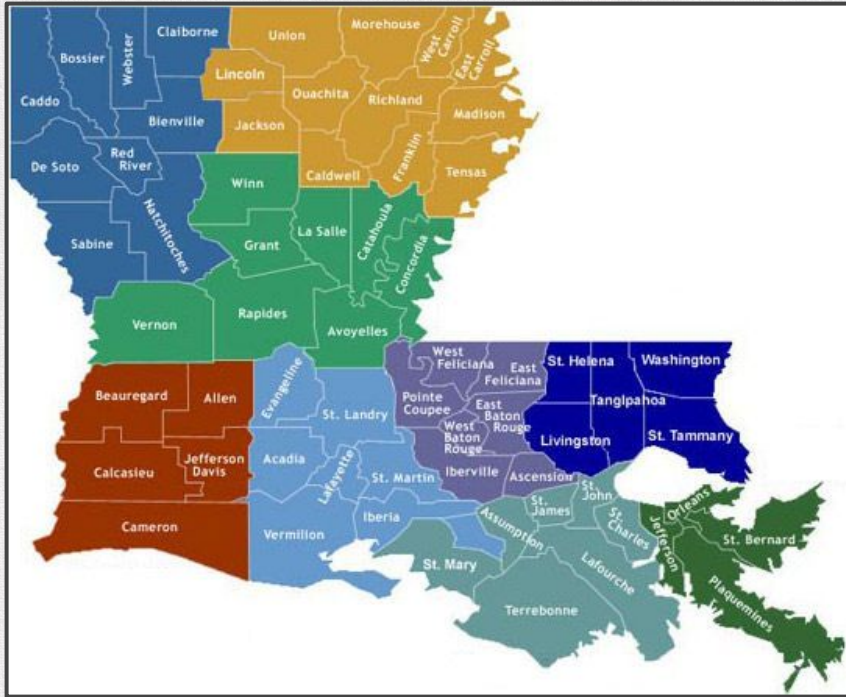 Claiborne
Union
Morehouse
West
Carroll
East
Carroll
Webster
Bossier
Lincoln
Caddo
Ouachita
Richland
Madison
Bienville
Jackson
Franklin
De Soto
Red
River
Caldwell
Tensas
Winn
Natchitoches
La Salle
Catahoula
Sabine
Grant
Concordia
Vernon
Rapides
Avoyelles
West
Feliciana
East
Feliciana
St. Helena
Washington
Beauregard
Allen
Evangeline
St. Landry
Pointe
Coupee
East
Baton
Rouge
Tanglpahoa
West
Baton
Rouge
Livingston
St. Tammany
Calcasieu
Jefferson
Davis
Acadia
Lafayette
St. Martin
Iberville
Ascension
St.
John
St.
James
Cameron
Vermilion
Iberia
Assumption
St.
Charles
Jefferson
Orleans
St. Bernard
St. Mary
Lafourche
Terrebonne
Plaquemines